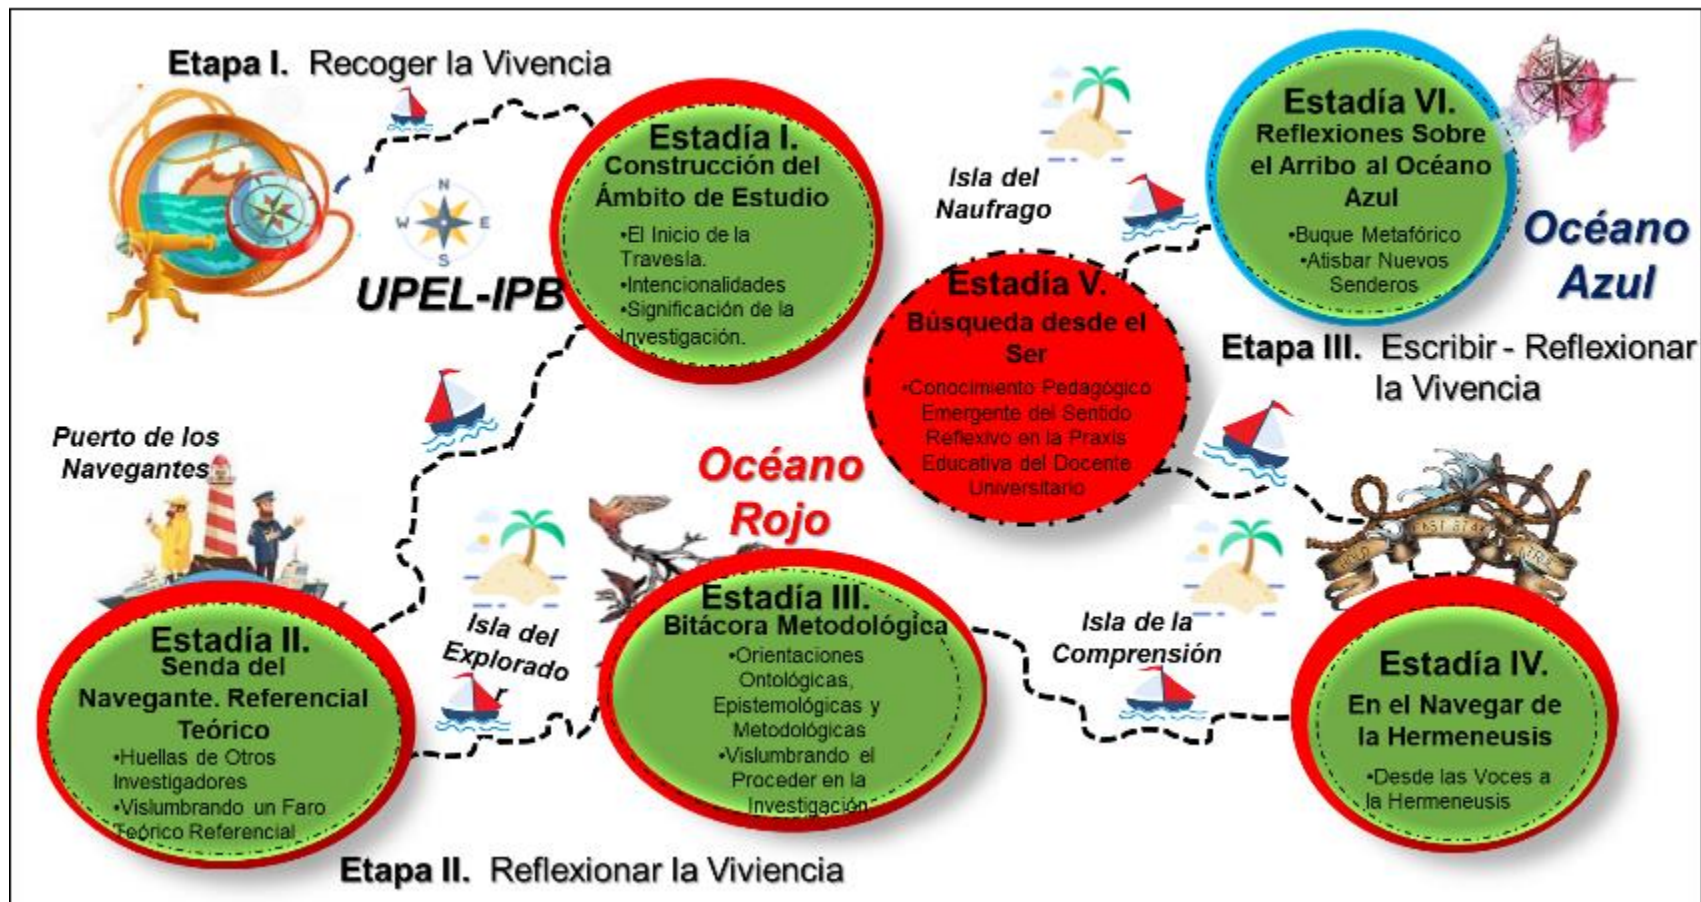 Etapa I. Recoger la Vivencia
N
W E
S
UPEL-IPB
Estadía I.
Construcción del
Ámbito de Estudio
•El Inicio de la
Travesía.
•Intencionalidades
•Significación de la
Investigación.
Puerto de los
Navegantes
Estadía II.
Senda del
Navegante. Referencial
Teórico
•Huellas de Otros
Investigadores
•Vislumbrando un Faro
Teórico Referencial
Isla del
Explorado
r
Océano
Rojo
Estadía III.
Bitácora Metodológica
•Orientaciones
Ontológicas,
Epistemológicas y
Metodológicas
•Vislumbrando el
Proceder en la
Investigación
Etapa II. Reflexionar la Viviencia
Isla de la
Comprensión
Estadía IV.
En el Navegar de
la Hermeneusis
•Desde las Voces a
la Hermeneusis
HOLD
FAST
Estadía V.
Búsqueda desde el
Ser
•Conocimiento Pedagógico
Emergente del Sentido
Reflexivo en la Praxis
Educativa del Docente
Universitario
Isla del
Naufrago
Estadía VI.
Reflexiones Sobre
el Arribo al Océano
Azul
•Buque Metafórico
•Atisbar Nuevos
Senderos
Océano
Azul
Etapa III. Escribir - Reflexionar
la Vivencia